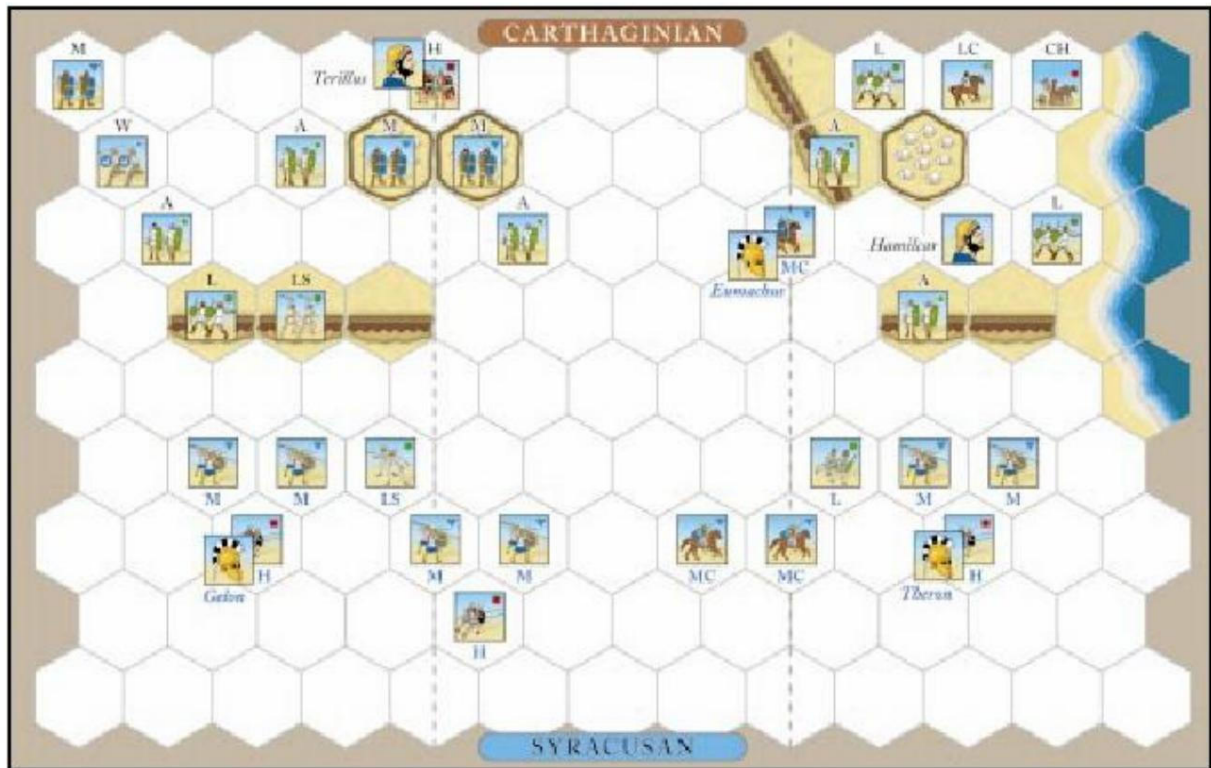 CARTHAGINIAN
M H L LC CH
Terillus
W A M M A
A A L
Hamilcar
MC
Eumachus
L LS A
M M LS L M M
H M M MC MC H
Gelon Theron
H
SYRACUSAN